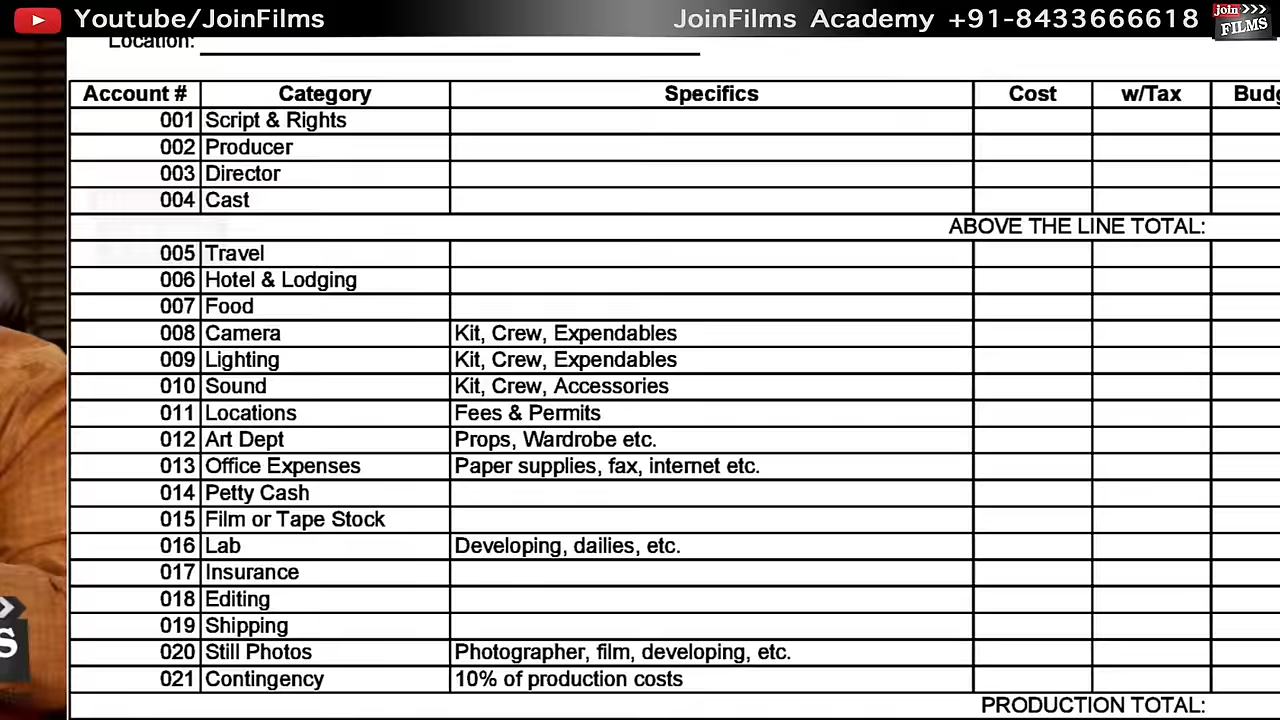 Youtube/JoinFilms
JoinFilms Academy +91-8433666618
join FILMS
Location:
Account # Category Specifics Cost w/Tax Budg
001 Script & Rights
002 Producer
003 Director
004 Cast
ABOVE THE LINE TOTAL:
005 Travel
006 Hotel & Lodging
007 Food
008 Camera Kit, Crew, Expendables
009 Lighting Kit, Crew, Expendables
010 Sound Kit, Crew, Accessories
011 Locations Fees & Permits
012 Art Dept Props, Wardrobe etc.
013 Office Expenses Paper supplies, fax, internet etc.
014 Petty Cash
015 Film or Tape Stock
016 Lab Developing, dailies, etc.
017 Insurance
018 Editing
019 Shipping
020 Still Photos Photographer, film, developing, etc.
021 Contingency 10% of production costs
PRODUCTION TOTAL:
S